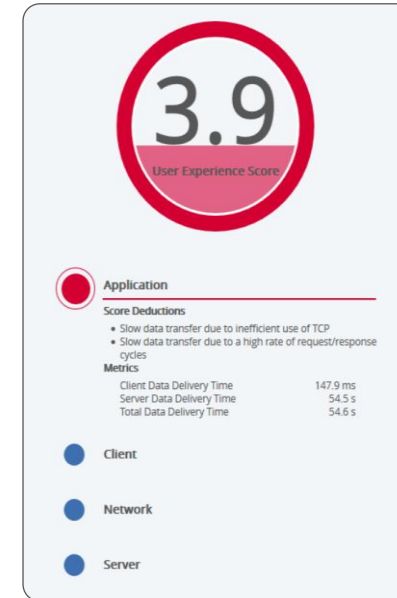 3.9
User Experience Score
Application
Score Deductions
• Slow data transfer due to inefficient use of TCP
• Slow data transfer due to a high rate of request/response
cycles
Metrics
Client Data Delivery Time 147.9 ms
Server Data Delivery Time 54.5 s
Total Data Delivery Time 54.6 s
Client
Network
Server